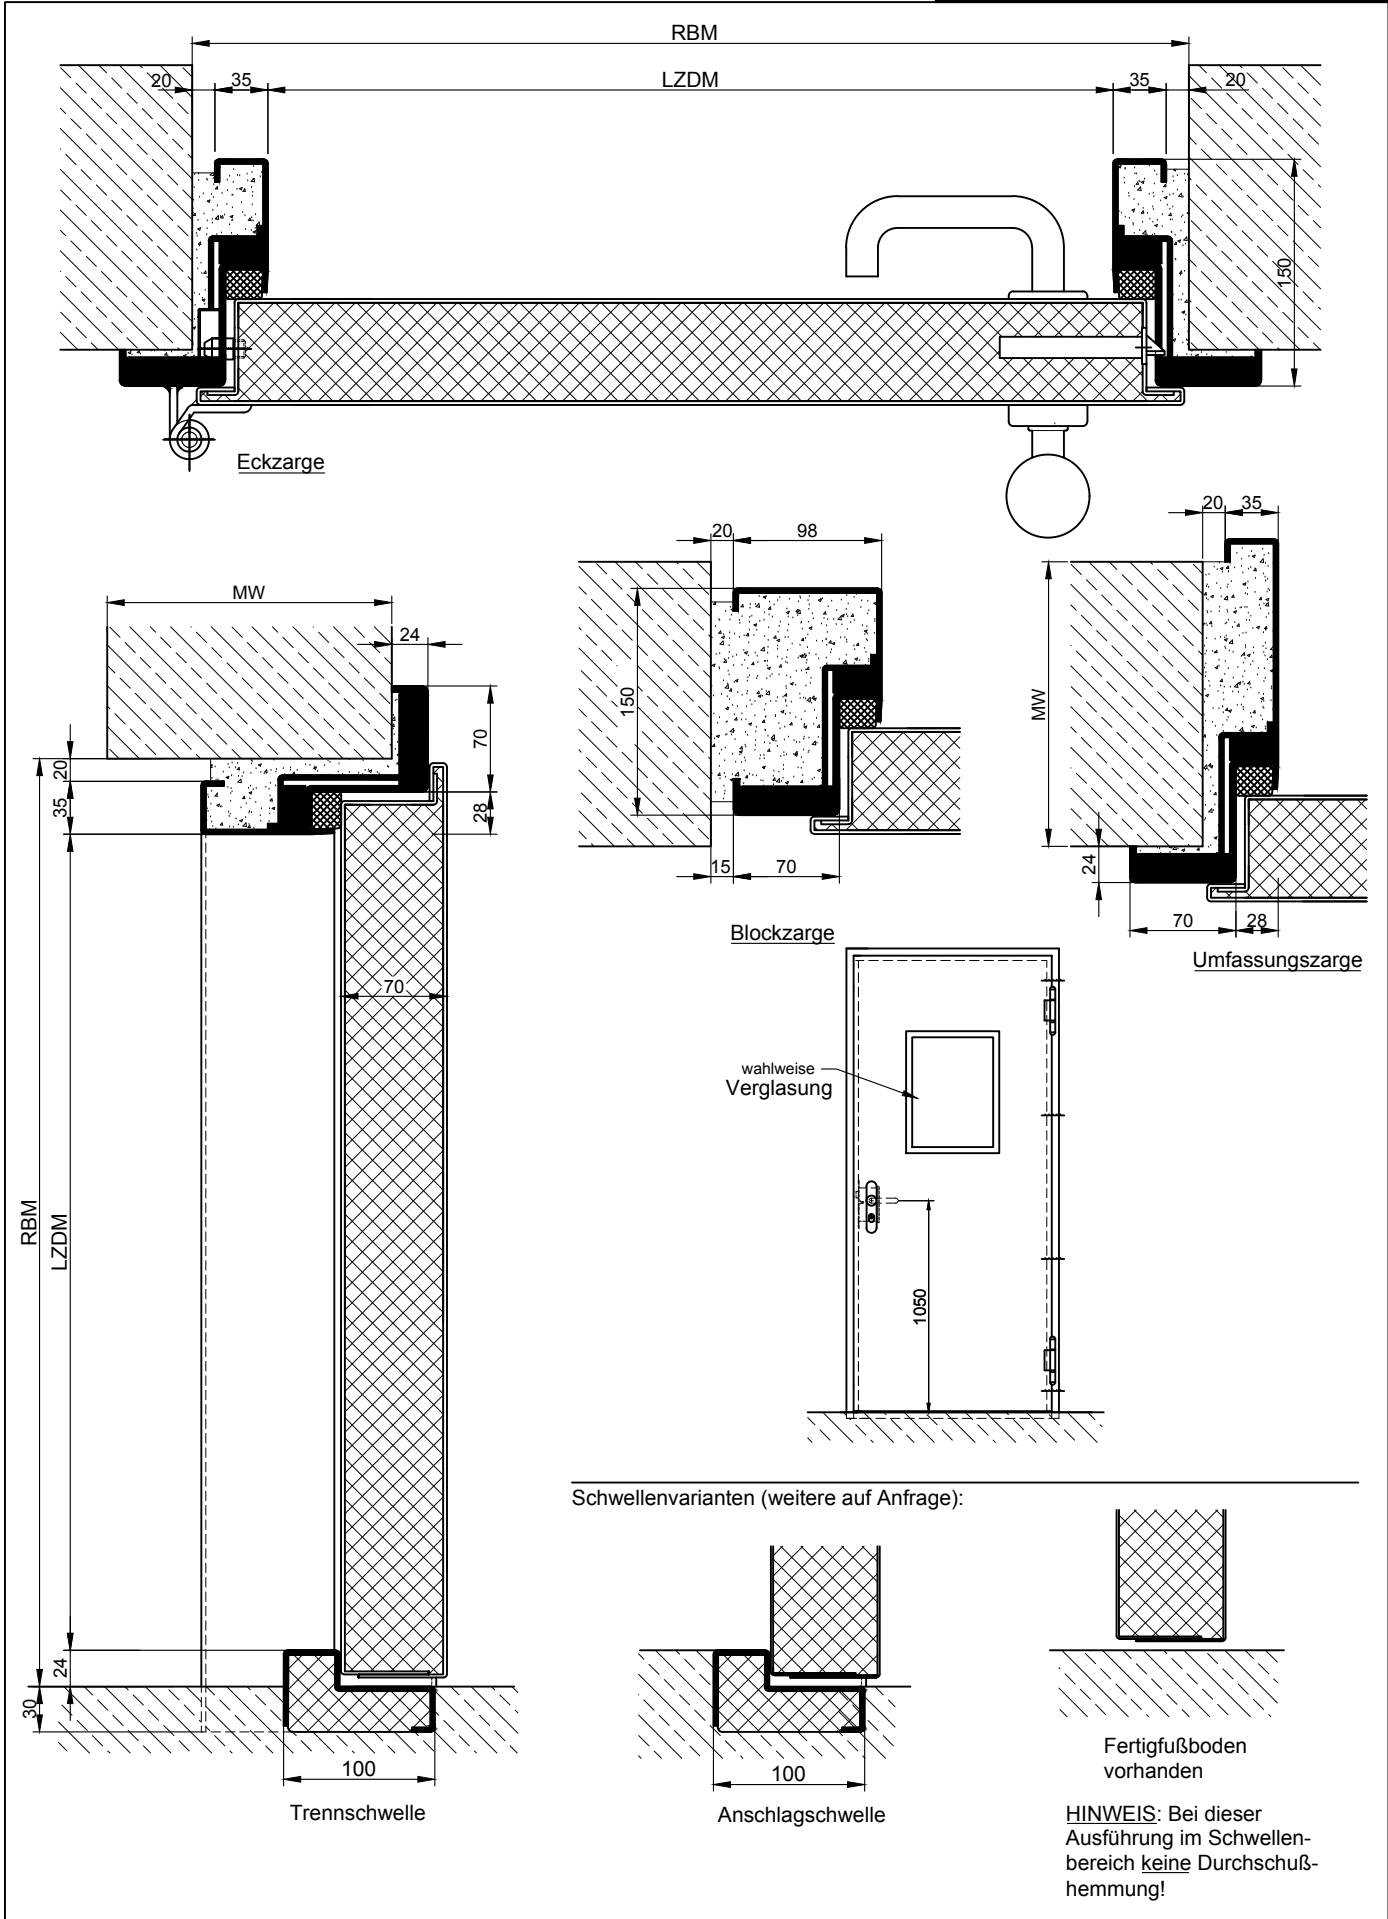 RBM
20
35
LZDM
35
20
150
Eckzarge
MW
24
70
20
35
28
70
RBM
LZDM
24
30
100
Trennschwelle
20
98
150
15
70
Blockzarge
20
35
MW
24
70
28
Umfassungszarge
wahlweise
Verglasung
1050
Schwellenvarianten (weitere auf Anfrage):
100
Anschlagschwelle
Fertigfußboden
vorhanden
HINWEIS: Bei dieser
Ausführung im Schwellen-
bereich keine Durchschuß-
hemmung!